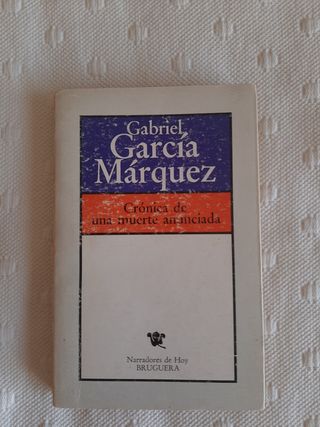 Gabriel
García
Márquez
Crónica de
una muerte anunciada
Narradores de Hoy
BRUGUERA